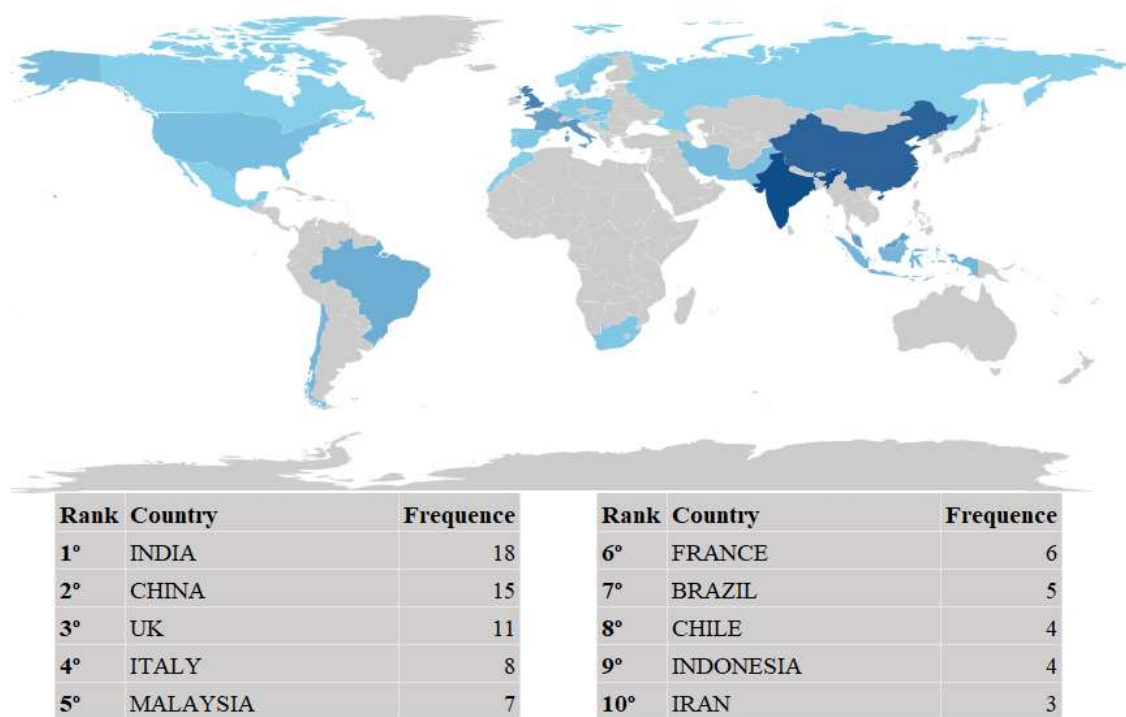 Rank Country Frequence
1º INDIA 18
2º CHINA 15
3º UK 11
4º ITALY 8
5º MALAYSIA 7
Rank Country Frequence
6º FRANCE 6
7º BRAZIL 5
8º CHILE 4
9º INDONESIA 4
10º IRAN 3